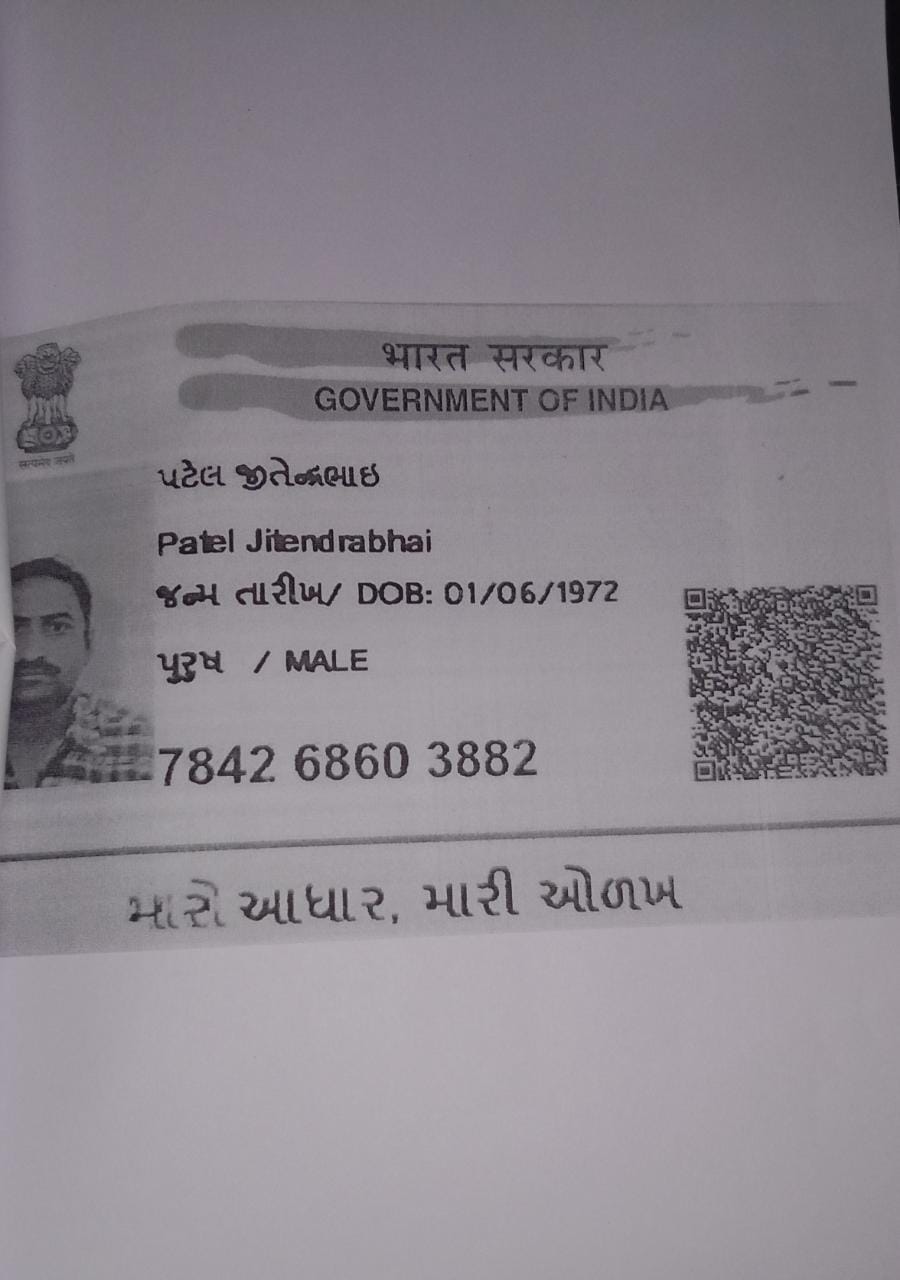 भारत सरकार
GOVERNMENT OF INDIA
सत्यमेव जयते
પટેલ જીતેન્દ્રભાઇ
Patel Jitendrabhai
જન્મ તારીખ/ DOB: 01/06/1972
પુરુષ / MALE
7842 6860 3882
મારો આધાર, મારી ઓળખ